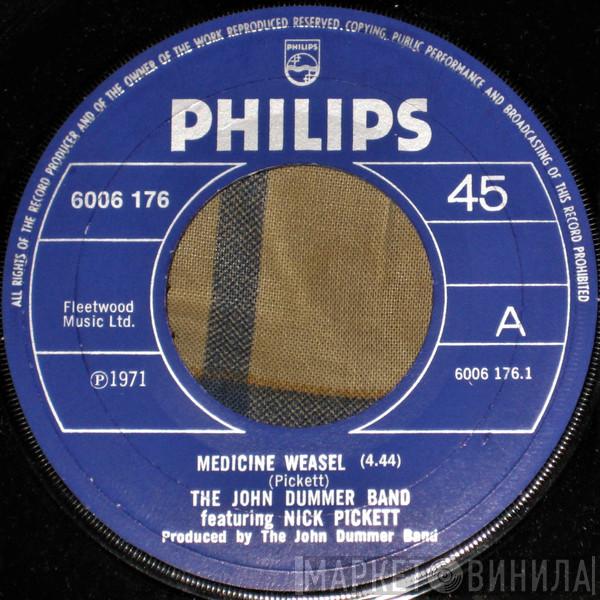 ALL RIGHTS OF THE RECORD PRODUCER AND OF THE OWNER OF THE WORK REPRODUCED RESERVED. COPYING, PUBLIC PERFORMANCE AND BROADCASTING OF THIS RECORD PROHIBITED
PHILIPS
PHILIPS
6006 176
45
Fleetwood
Music Ltd.
A
Ⓟ1971
6006 176.1
MEDICINE WEASEL (4.44)
(Pickett)
THE JOHN DUMMER BAND
featuring NICK PICKETT
Produced by The John Dummer Band
МАРКЕТ ВИНИЛА